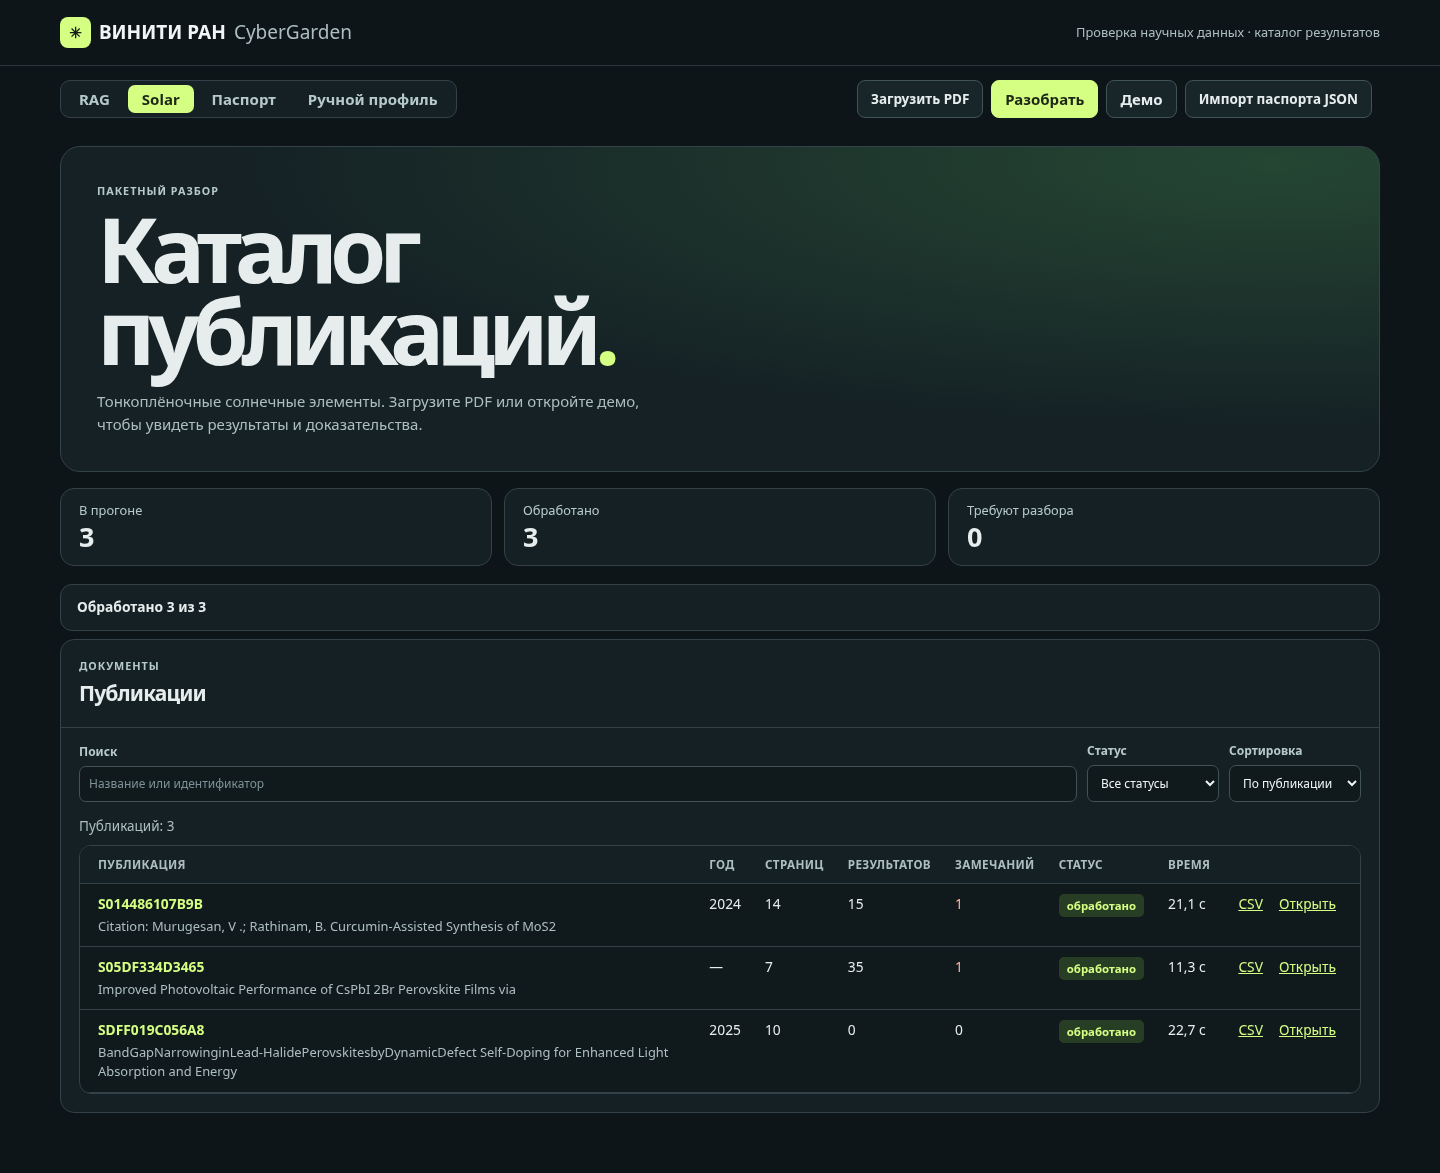 ✳ ВИНИТИ РАН CyberGarden
Проверка научных данных · каталог результатов
RAG Solar Паспорт Ручной профиль
Загрузить PDF Разобрать Демо Импорт паспорта JSON
ПАКЕТНЫЙ РАЗБОР
Каталог
публикаций.
Тонкоплёночные солнечные элементы. Загрузите PDF или откройте демо,
чтобы увидеть результаты и доказательства.
В прогоне
3
Обработано
3
Требуют разбора
0
Обработано 3 из 3
ДОКУМЕНТЫ
Публикации
Поиск
Название или идентификатор
Статус
Все статусы
Сортировка
По публикации
Публикаций: 3
ПУБЛИКАЦИЯ ГОД СТРАНИЦ РЕЗУЛЬТАТОВ ЗАМЕЧАНИЙ СТАТУС ВРЕМЯ
S014486107B9B 2024 14 15 1 обработано 21,1 с CSV Открыть
Citation: Murugesan, V .; Rathinam, B. Curcumin-Assisted Synthesis of MoS2
S05DF334D3465 — 7 35 1 обработано 11,3 с CSV Открыть
Improved Photovoltaic Performance of CsPbI 2Br Perovskite Films via
SDFF019C056A8 2025 10 0 0 обработано 22,7 с CSV Открыть
BandGapNarrowinginLead-HalidePerovskitesbyDynamicDefect Self-Doping for Enhanced Light
Absorption and Energy